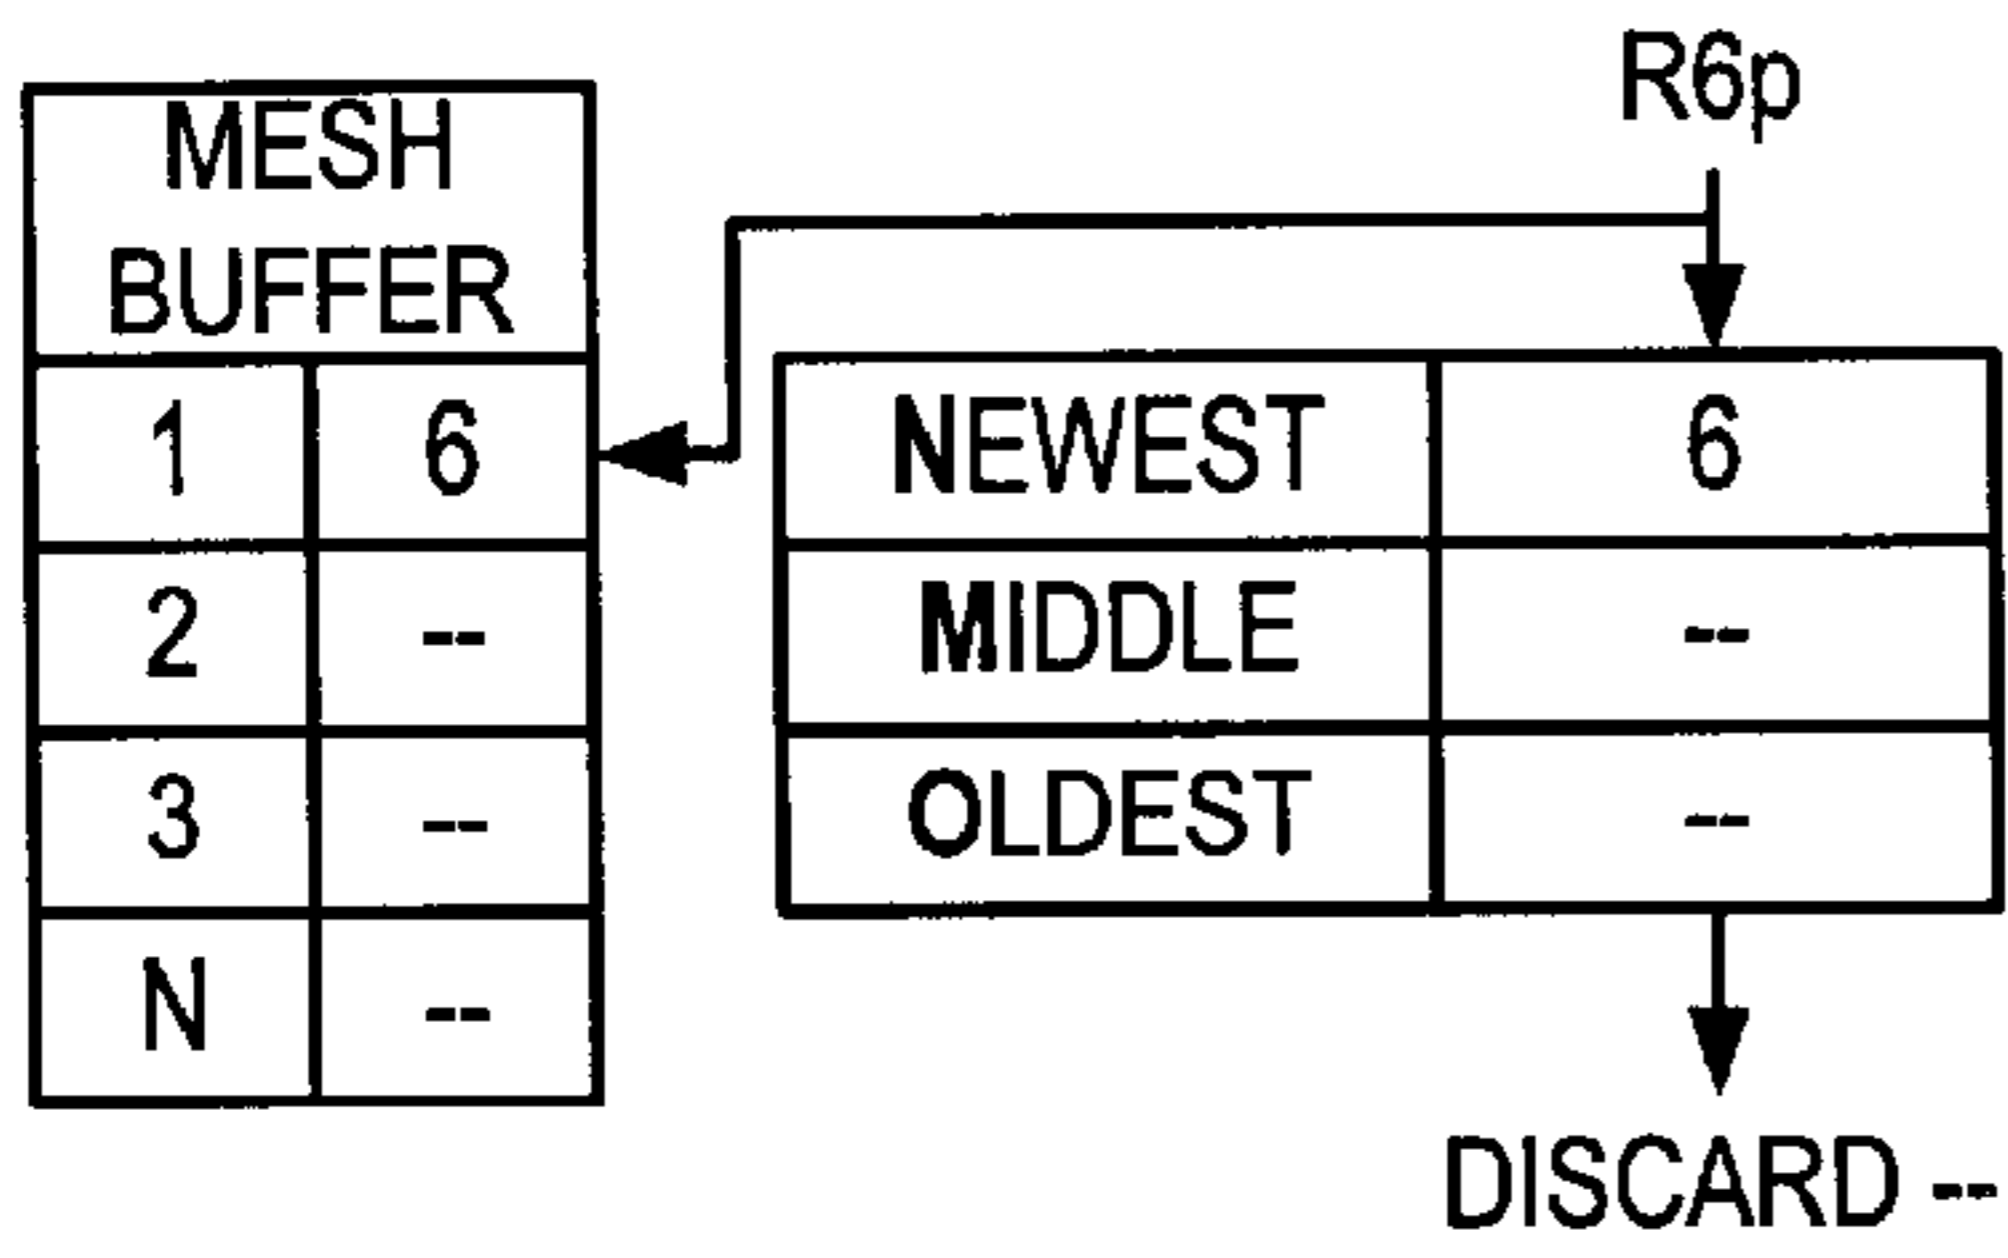 R6p
MESH
BUFFER
1 6
2 --
3 --
N --
NEWEST 6
MIDDLE --
OLDEST --
DISCARD --